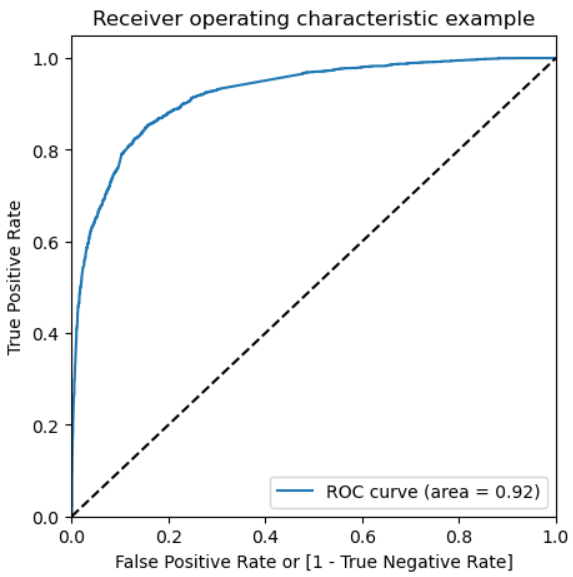 Receiver operating characteristic example
True Positive Rate
1.0
0.8
0.6
0.4
0.2
0.0
ROC curve (area = 0.92)
0.0 0.2 0.4 0.6 0.8 1.0
False Positive Rate or [1 - True Negative Rate]